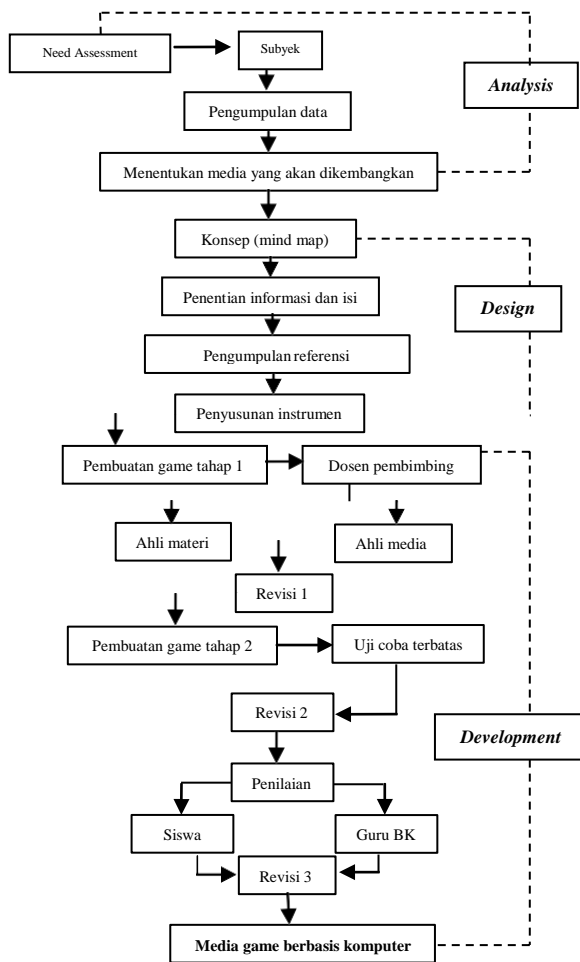 Need Assessment
Subyek
Analysis
Pengumpulan data
Menentukan media yang akan dikembangkan
Konsep (mind map)
Penentian informasi dan isi
Design
Pengumpulan referensi
Penyusunan instrumen
Pembuatan game tahap 1
Dosen pembimbing
Ahli materi
Ahli media
Revisi 1
Pembuatan game tahap 2
Uji coba terbatas
Revisi 2
Development
Penilaian
Siswa
Guru BK
Revisi 3
Media game berbasis komputer